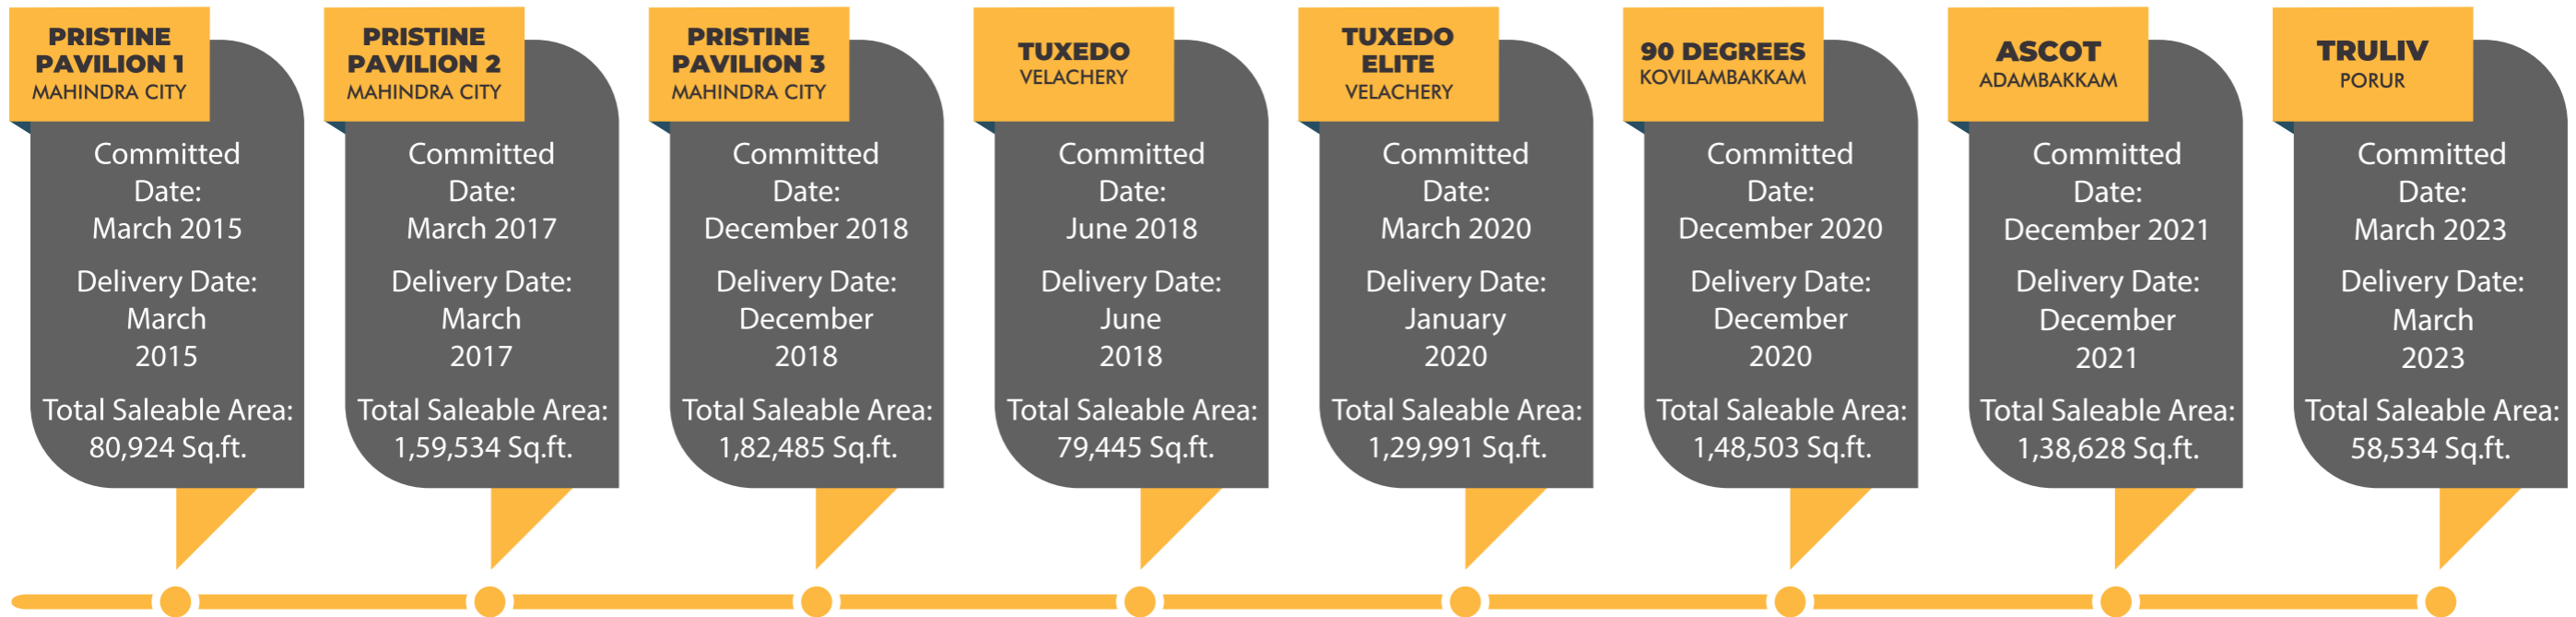 PRISTINE
PAVILION 1
MAHINDRA CITY
Committed
Date:
March 2015
Delivery Date:
March
2015
Total Saleable Area:
80,924 Sq.ft.
PRISTINE
PAVILION 2
MAHINDRA CITY
Committed
Date:
March 2017
Delivery Date:
March
2017
Total Saleable Area:
1,59,534 Sq.ft.
PRISTINE
PAVILION 3
MAHINDRA CITY
Committed
Date:
December 2018
Delivery Date:
December
2018
Total Saleable Area:
1,82,485 Sq.ft.
TUXEDO
VELACHERY
Committed
Date:
June 2018
Delivery Date:
June
2018
Total Saleable Area:
79,445 Sq.ft.
TUXEDO
ELITE
VELACHERY
Committed
Date:
March 2020
Delivery Date:
January
2020
Total Saleable Area:
1,29,991 Sq.ft.
90 DEGREES
KOVILAMBAKKAM
Committed
Date:
December 2020
Delivery Date:
December
2020
Total Saleable Area:
1,48,503 Sq.ft.
ASCOT
ADAMBAKKAM
Committed
Date:
December 2021
Delivery Date:
December
2021
Total Saleable Area:
1,38,628 Sq.ft.
TRULIV
PORUR
Committed
Date:
March 2023
Delivery Date:
March
2023
Total Saleable Area:
58,534 Sq.ft.